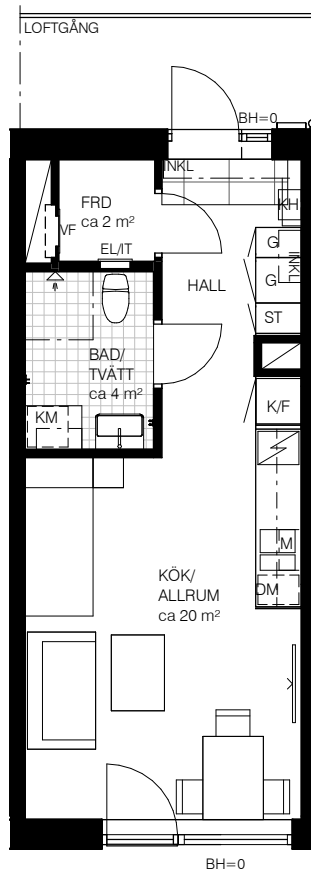 LOFTGÅNG
BH=0
INKL
FRD
ca 2 m²
KH
VF
G
EL/IT
INKL
HALL
G
ST
BAD/
TVÄTT
ca 4 m²
K/F
KM
M
KÖK/
ALLRUM
ca 20 m²
DM
BH=0